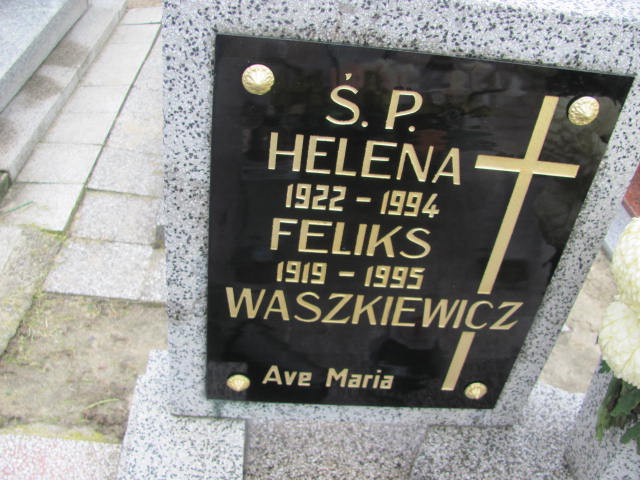 Ś. P.
HELENA
1922 - 1994
FELIKS
1919 - 1995
WASZKIEWICZ
Ave Maria